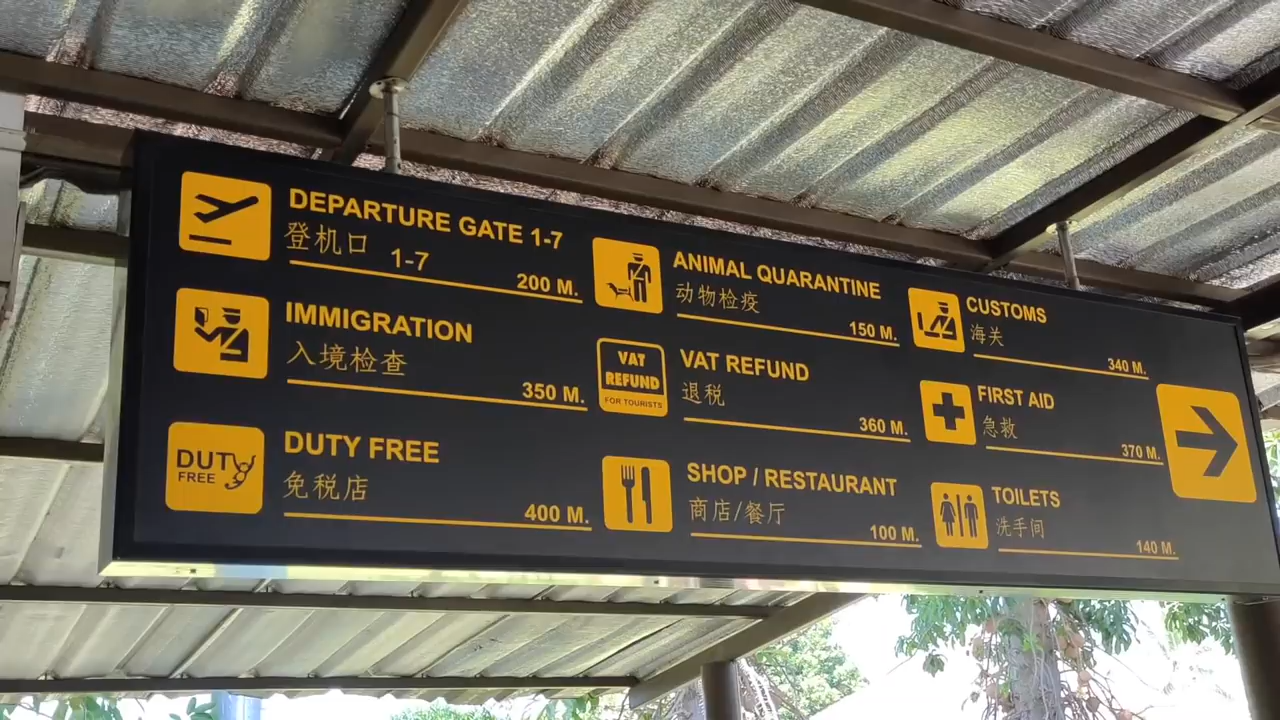 DEPARTURE GATE 1-7
登机口 1-7
200 M.
IMMIGRATION
入境检查
350 M.
DUTY
FREE
DUTY FREE
免税店
400 M.
ANIMAL QUARANTINE
动物检疫
150 M.
VAT
REFUND
FOR TOURISTS
VAT REFUND
退税
360 M.
SHOP / RESTAURANT
商店/餐厅
100 M.
CUSTOMS
海关
340 M.
FIRST AID
急救
370 M.
TOILETS
洗手间
140 M.